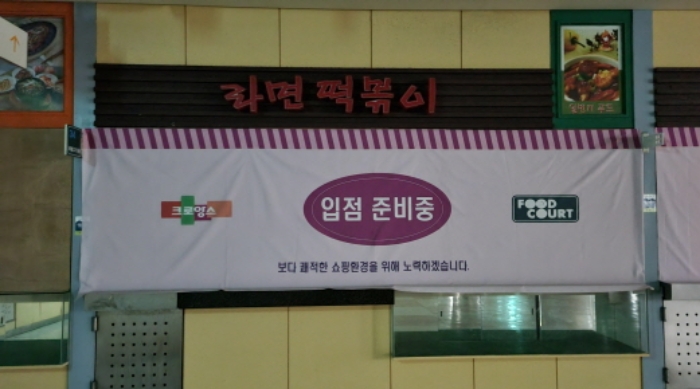 라면 떡볶이
크로앙스
입점 준비중
FOOD
COURT
보다 쾌적한 쇼핑환경을 위해 노력하겠습니다.